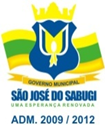 GOVERNO MUNICIPAL
SÃO JOSÉ DO SABUGI
UMA ESPERANÇA RENOVADA
ADM. 2009 / 2012